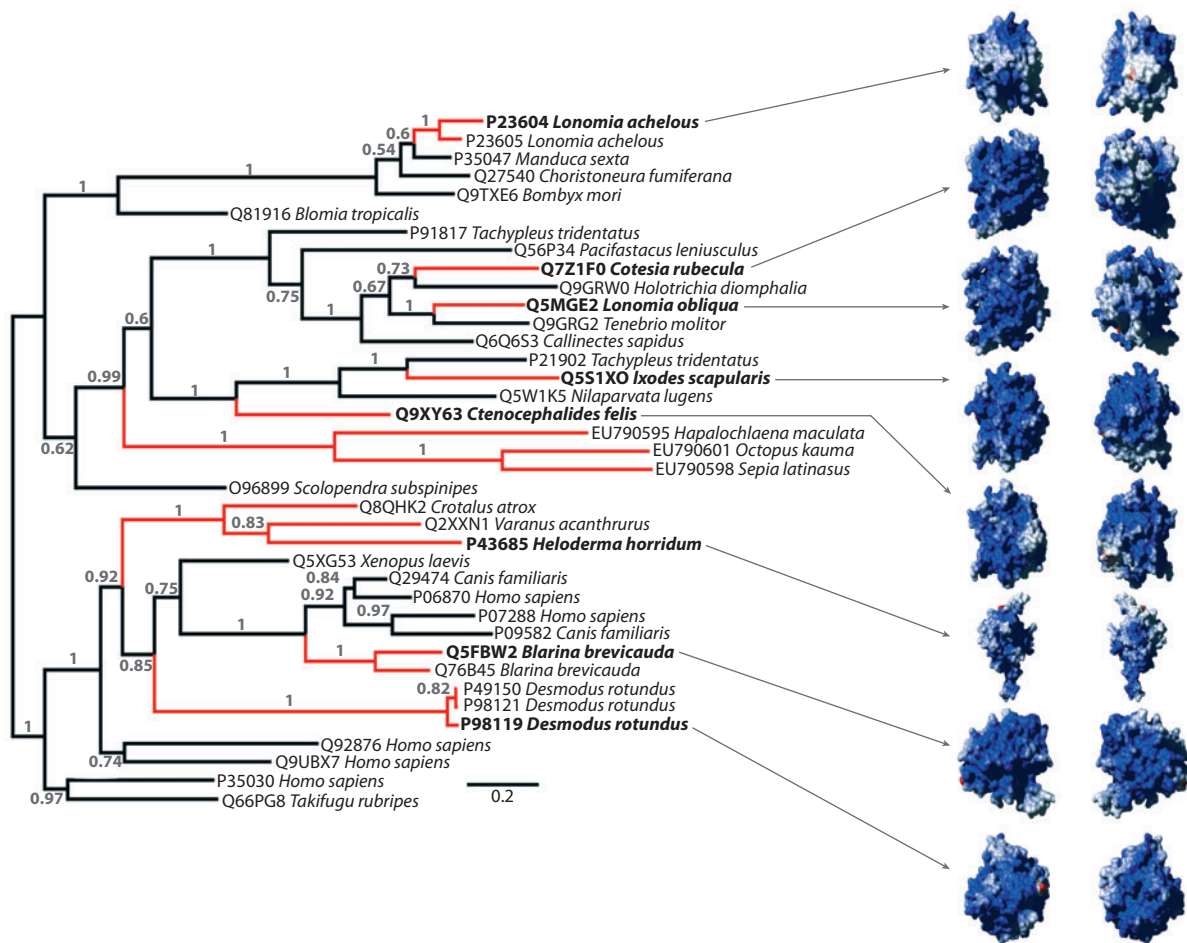 P23604 Lonomia achelous
1
0.6
P23605 Lonomia achelous
0.54
P35047 Manduca sexta
Q27540 Choristoneura fumiferana
1
Q9TXE6 Bombyx mori
Q81916 Blomia tropicalis
P91817 Tachypleus tridentatus
1
Q56P34 Pacifastacus leniusculus
0.73
Q7Z1F0 Cotesia rubecula
0.67
Q9GRW0 Holotrichia diomphalia
0.75
Q5MGE2 Lonomia obliqua
1
1
Q9GRG2 Tenebrio molitor
0.6
Q6Q6S3 Callinectes sapidus
1
P21902 Tachypleus tridentatus
0.99
1
Q5S1XO Ixodes scapularis
1
Q5W1K5 Nilaparvata lugens
Q9XY63 Ctenocephalides felis
EU790595 Hapalochlaena maculata
0.62
1
1
EU790601 Octopus kauma
EU790598 Sepia latinasus
O96899 Scolopendra subspinipes
Q8QHK2 Crotalus atrox
1
0.83
Q2XXN1 Varanus acanthrurus
P43685 Heloderma horridum
Q5XG53 Xenopus laevis
0.92
0.75
0.84
Q29474 Canis familiaris
0.92
P06870 Homo sapiens
0.97
P07288 Homo sapiens
1
P09582 Canis familiaris
0.85
1
Q5FBW2 Blarina brevicauda
Q76B45 Blarina brevicauda
0.82
P49150 Desmodus rotundus
1
P98121 Desmodus rotundus
P98119 Desmodus rotundus
1
Q92876 Homo sapiens
0.74
Q9UBX7 Homo sapiens
P35030 Homo sapiens
0.97
Q66PG8 Takifugu rubripes
0.2